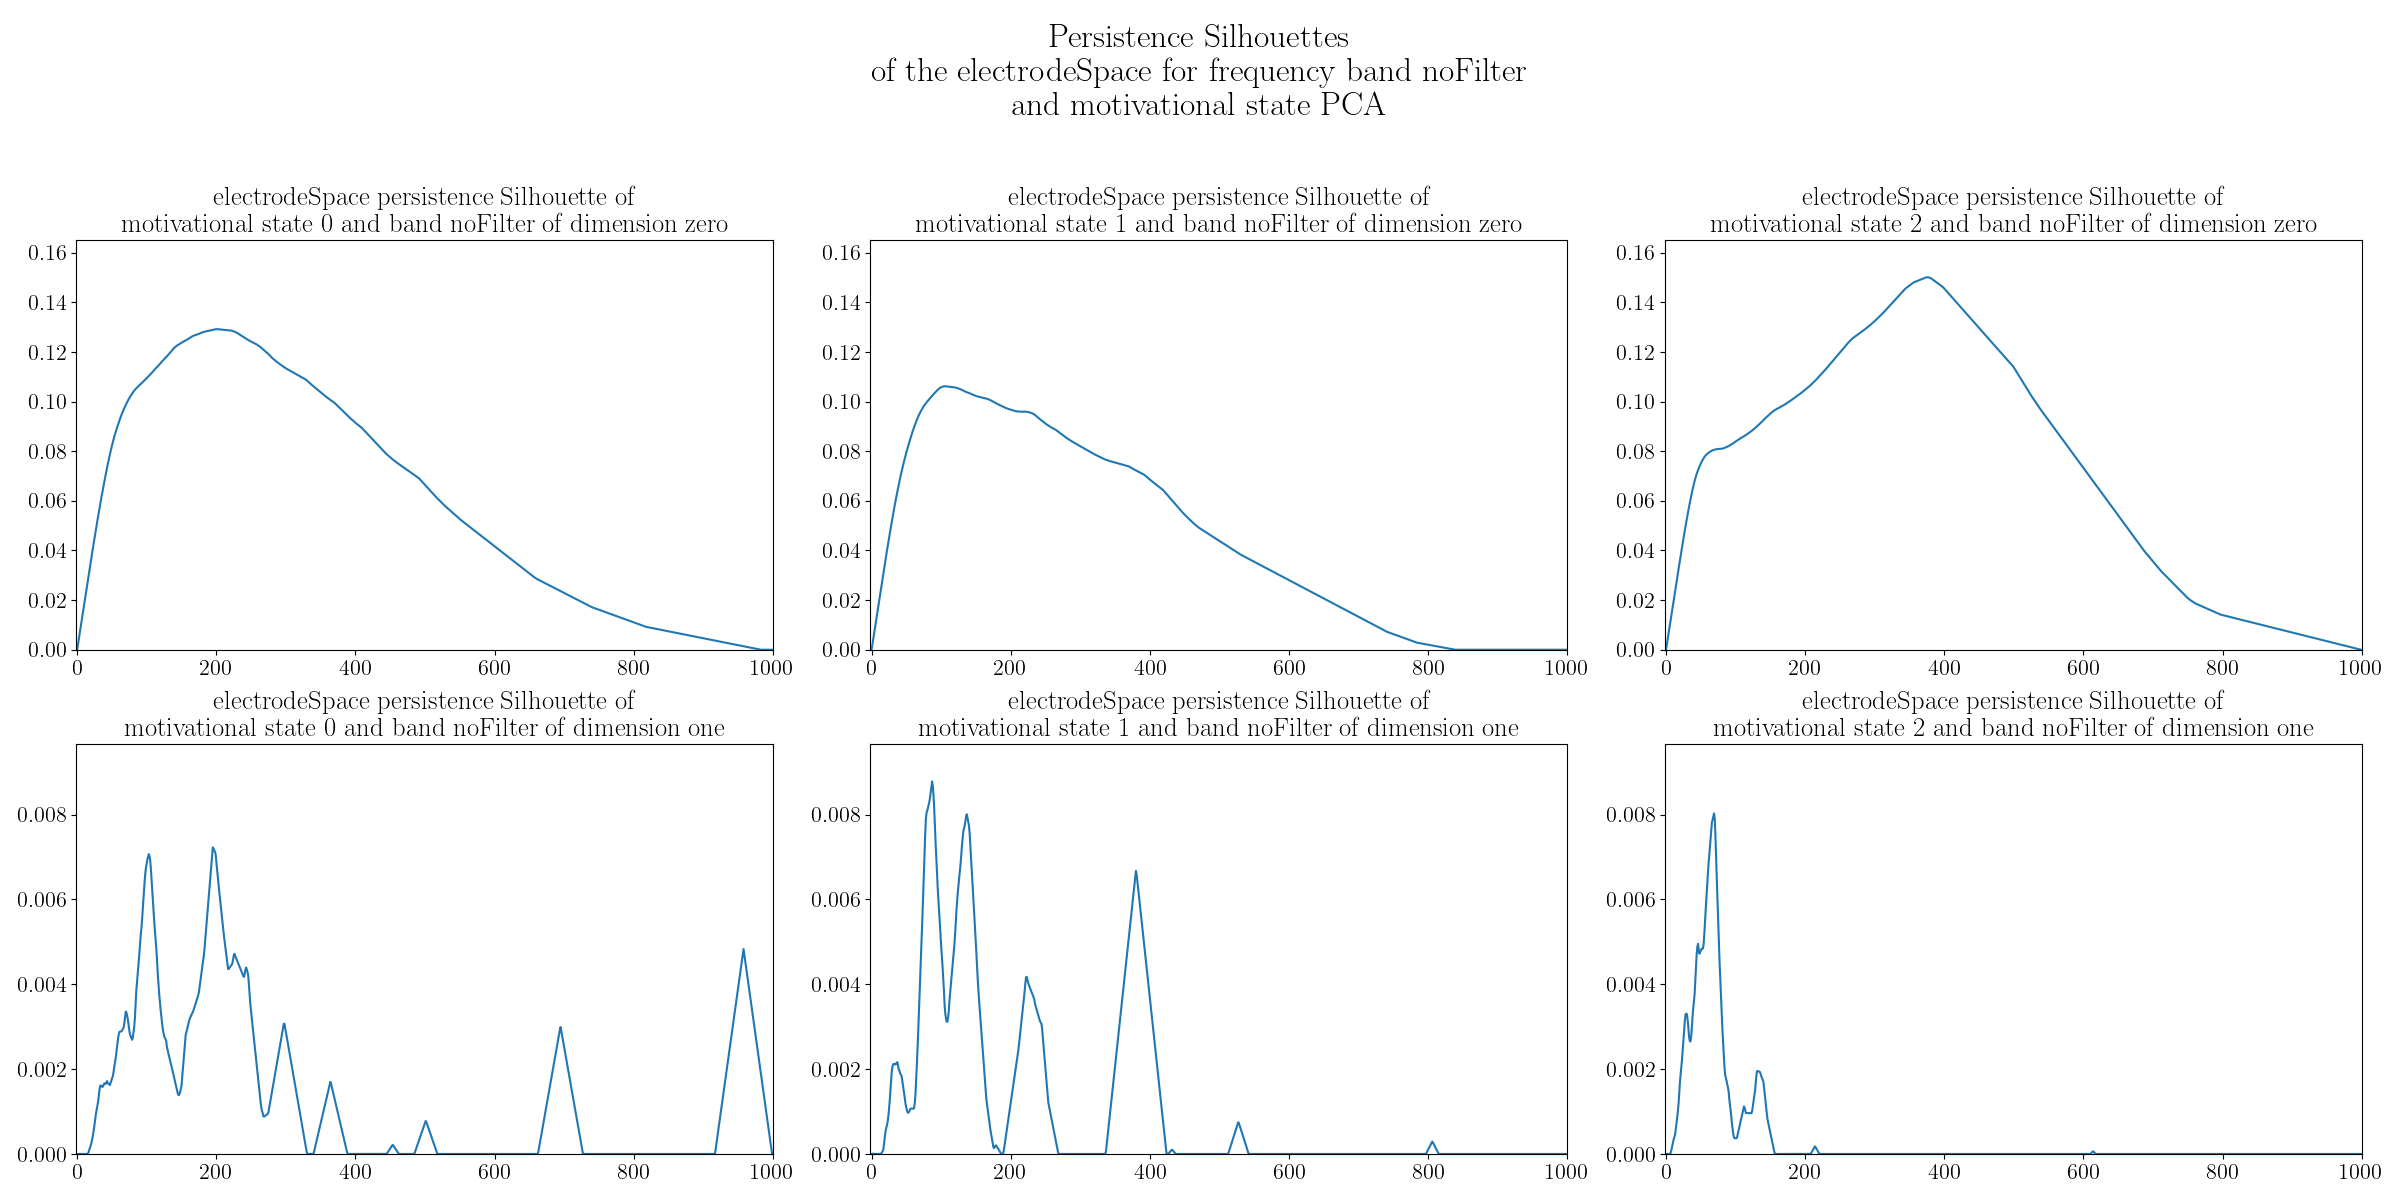 Persistence Silhouettes
of the electrodeSpace for frequency band noFilter
and motivational state PCA
electrodeSpace persistence Silhouette of
motivational state 0 and band noFilter of dimension zero
0.16
0.14
0.12
0.10
0.08
0.06
0.04
0.02
0.00
0 200 400 600 800 1000
electrodeSpace persistence Silhouette of
motivational state 1 and band noFilter of dimension zero
0.16
0.14
0.12
0.10
0.08
0.06
0.04
0.02
0.00
0 200 400 600 800 1000
electrodeSpace persistence Silhouette of
motivational state 2 and band noFilter of dimension zero
0.16
0.14
0.12
0.10
0.08
0.06
0.04
0.02
0.00
0 200 400 600 800 1000
electrodeSpace persistence Silhouette of
motivational state 0 and band noFilter of dimension one
0.008
0.006
0.004
0.002
0.000
0 200 400 600 800 1000
electrodeSpace persistence Silhouette of
motivational state 1 and band noFilter of dimension one
0.008
0.006
0.004
0.002
0.000
0 200 400 600 800 1000
electrodeSpace persistence Silhouette of
motivational state 2 and band noFilter of dimension one
0.008
0.006
0.004
0.002
0.000
0 200 400 600 800 1000